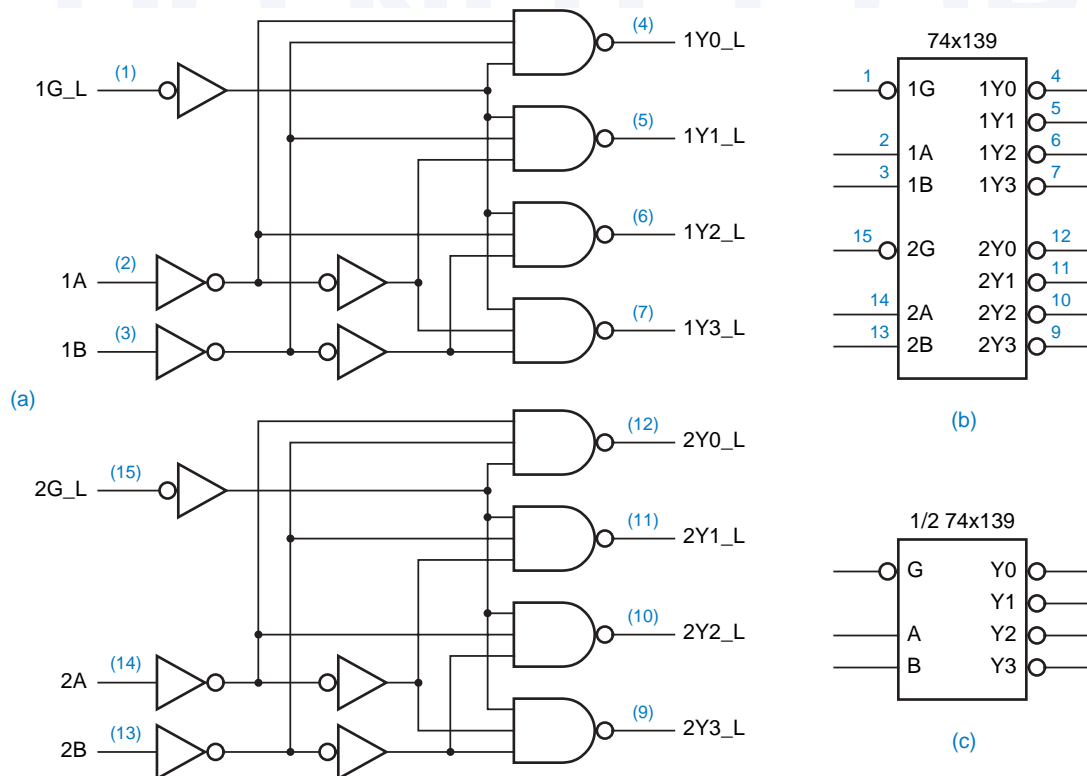 (4) 1Y0_L
1G_L (1)
(5) 1Y1_L
(6) 1Y2_L
1A (2)
(7) 1Y3_L
1B (3)
(a)
(12) 2Y0_L
2G_L (15)
(11) 2Y1_L
(10) 2Y2_L
2A (14)
(9) 2Y3_L
2B (13)
74x139
1 1G 1Y0 4
1Y1 5
2 1A 1Y2 6
3 1B 1Y3 7
15 2G 2Y0 12
2Y1 11
14 2A 2Y2 10
13 2B 2Y3 9
(b)
1/2 74x139
G Y0
Y1
A Y2
B Y3
(c)